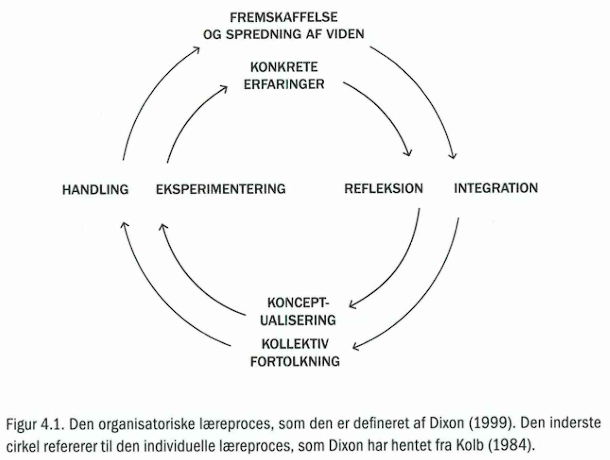 FREMSKAFFELSE
OG SPREDNING AF VIDEN
KONKRETE
ERFARINGER
HANDLING EKSPERIMENTERING REFLEKSION INTEGRATION
KONCEPT-
UALISERING
KOLLEKTIV
FORTOLKNING
Figur 4.1. Den organisatoriske læreproces, som den er defineret af Dixon (1999). Den inderste
cirkel refererer til den individuelle læreproces, som Dixon har hentet fra Kolb (1984).